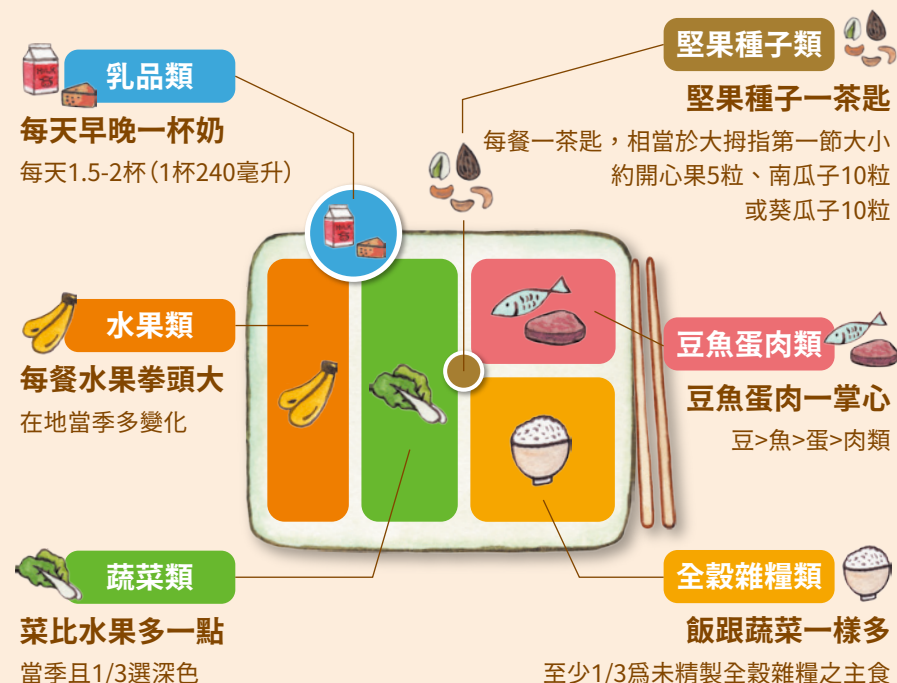 乳品類
每天早晚一杯奶
每天1.5-2杯（1杯240毫升）
堅果種子類
堅果種子一茶匙
每餐一茶匙，相當於大拇指第一節大小
約開心果5粒、南瓜子10粒
或葵瓜子10粒
水果類
每餐水果拳頭大
在地當季多變化
豆魚蛋肉類
豆魚蛋肉一掌心
豆>魚>蛋>肉類
蔬菜類
菜比水果多一點
當季且1/3選深色
全穀雜糧類
飯跟蔬菜一樣多
至少1/3爲未精製全穀雜糧之主食
MILK
MILK